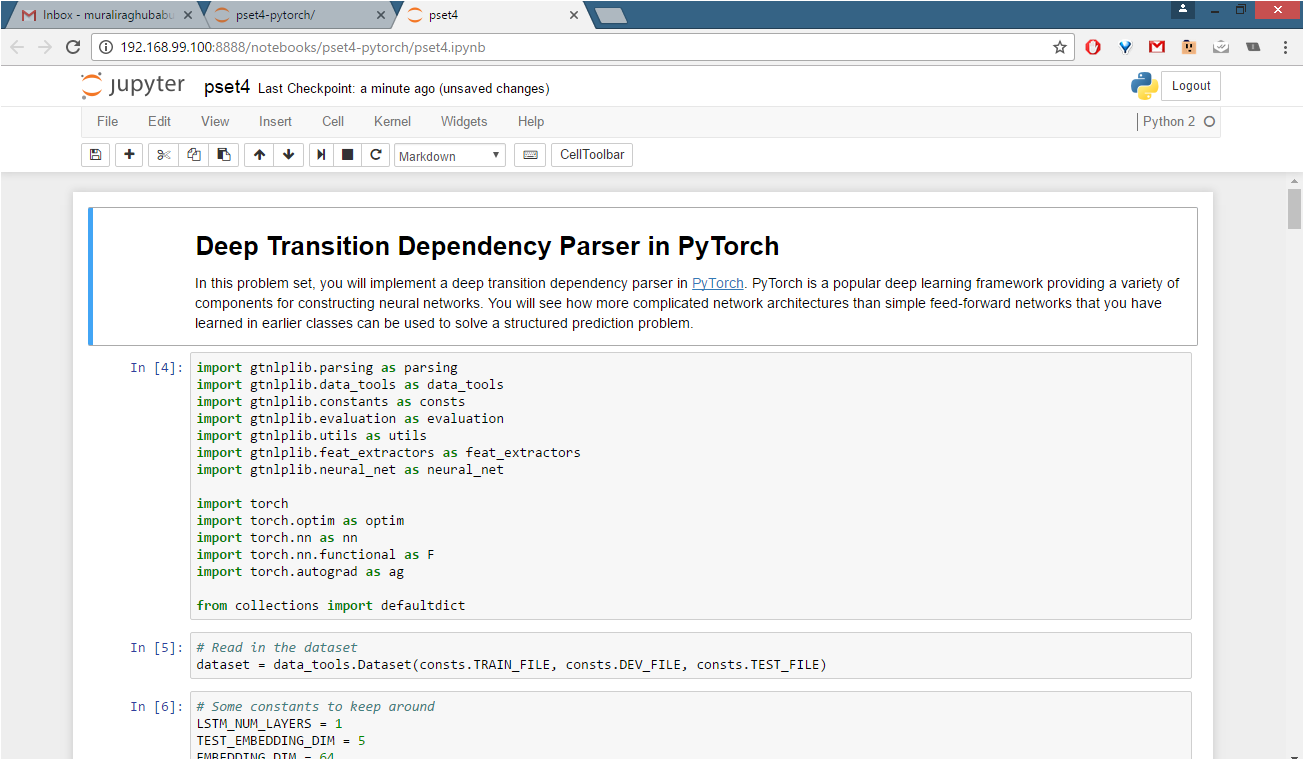 Inbox - muraliraghubabu
pset4-pytorch/
pset4
192.168.99.100:8888/notebooks/pset4-pytorch/pset4.ipynb
jupyter pset4 Last Checkpoint: a minute ago (unsaved changes)
Logout
File Edit View Insert Cell Kernel Widgets Help
Python 2
Markdown
CellToolbar
Deep Transition Dependency Parser in PyTorch
In this problem set, you will implement a deep transition dependency parser in PyTorch. PyTorch is a popular deep learning framework providing a variety of
components for constructing neural networks. You will see how more complicated network architectures than simple feed-forward networks that you have
learned in earlier classes can be used to solve a structured prediction problem.
In [4]:
import gtnlplib.parsing as parsing
import gtnlplib.data_tools as data_tools
import gtnlplib.constants as consts
import gtnlplib.evaluation as evaluation
import gtnlplib.utils as utils
import gtnlplib.feat_extractors as feat_extractors
import gtnlplib.neural_net as neural_net
import torch
import torch.optim as optim
import torch.nn as nn
import torch.nn.functional as F
import torch.autograd as ag
from collections import defaultdict
In [5]:
# Read in the dataset
dataset = data_tools.Dataset(consts.TRAIN_FILE, consts.DEV_FILE, consts.TEST_FILE)
In [6]:
# Some constants to keep around
LSTM_NUM_LAYERS = 1
TEST_EMBEDDING_DIM = 5
EMBEDDING_DIM = 64